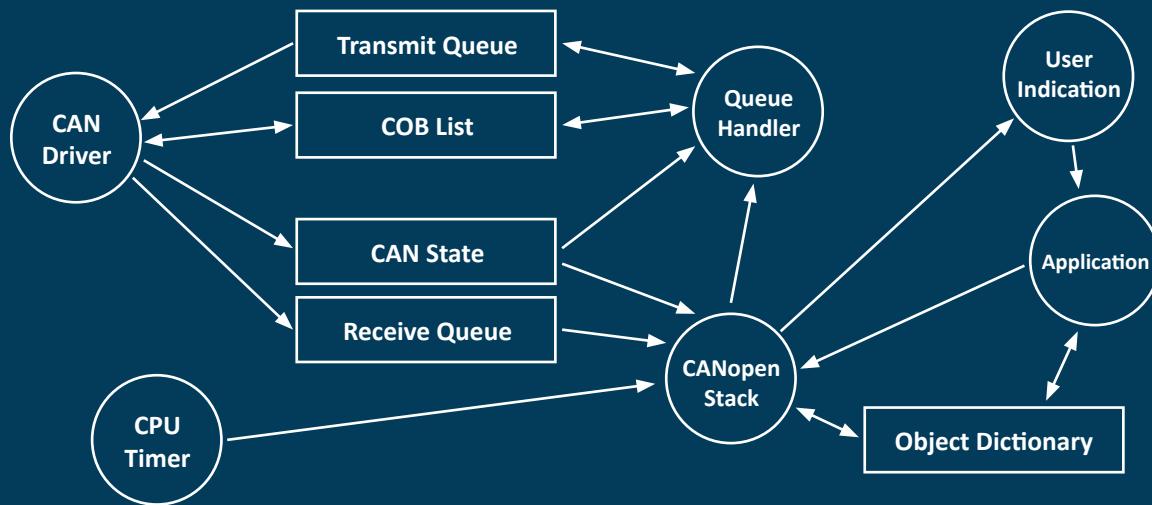 Transmit Queue
COB List
CAN
Driver
CAN State
Receive Queue
CPU
Timer
Queue
Handler
CANopen
Stack
User
Indication
Application
Object Dictionary